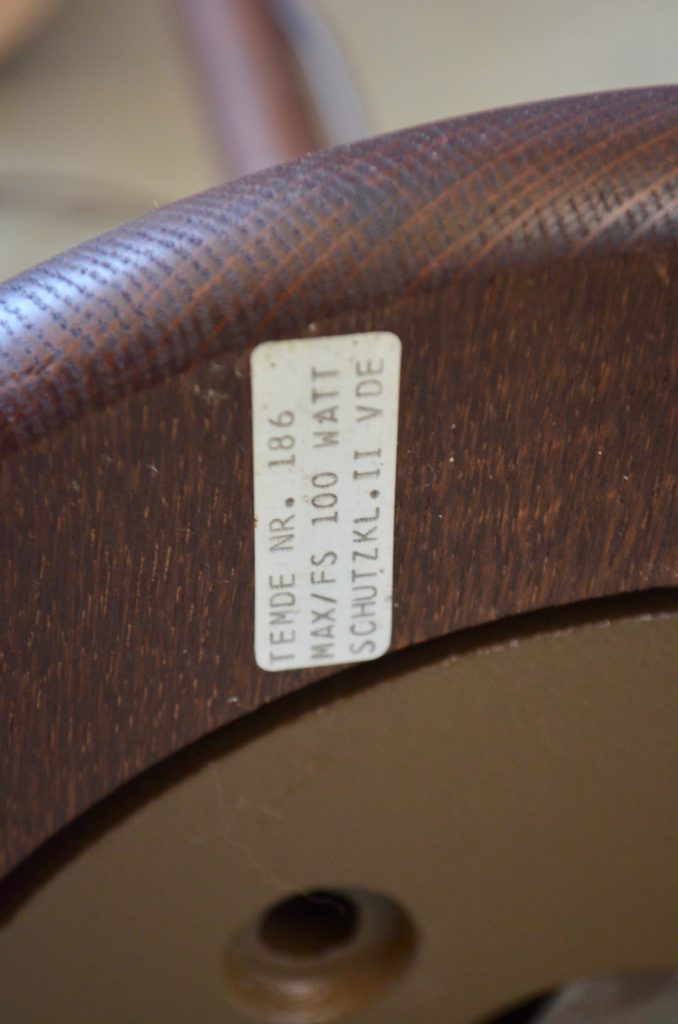 TEMDE NR. 186
MAX/FS 100 WATT
SCHUTZKL.II VDE